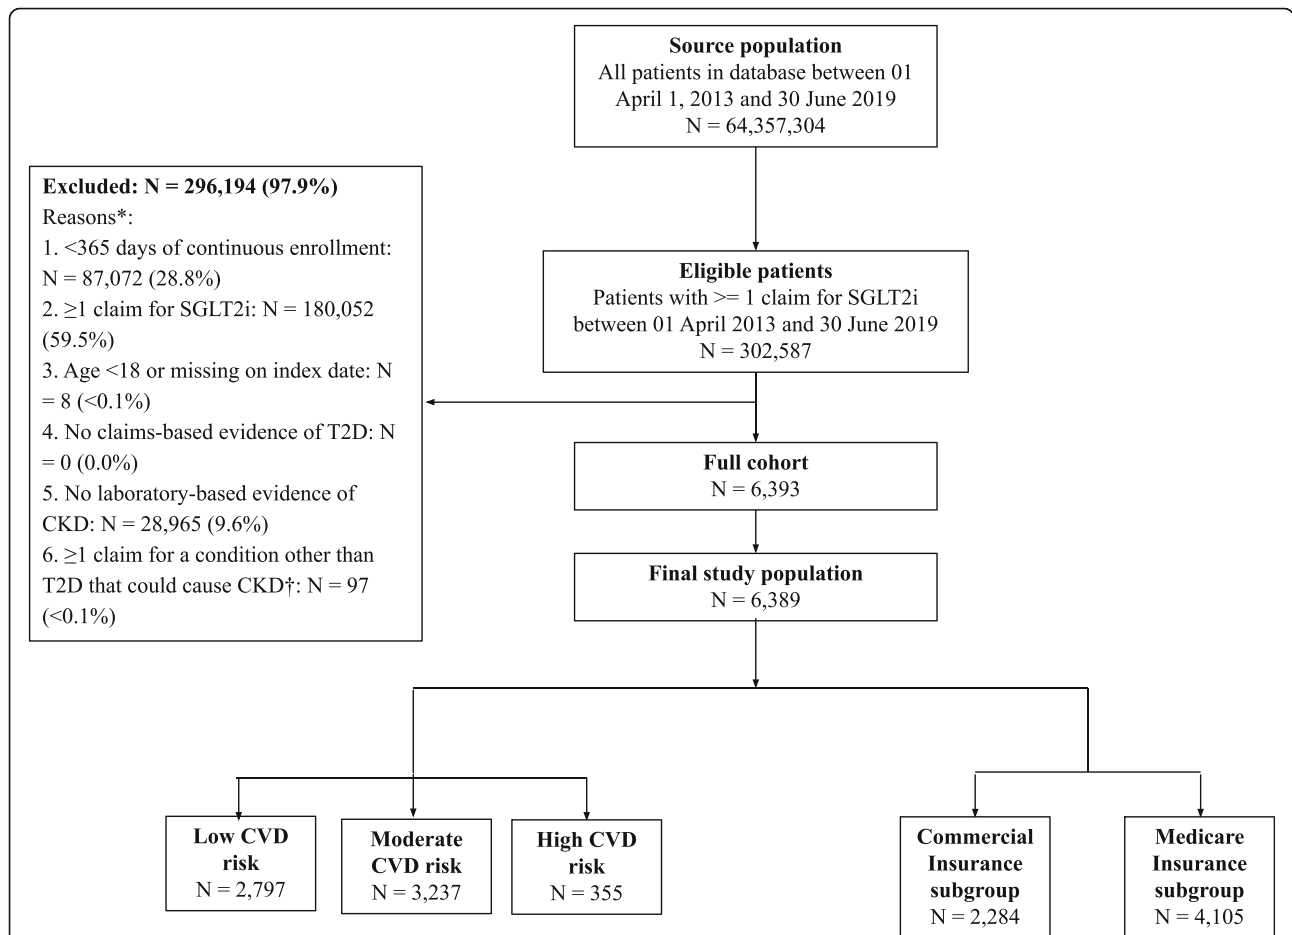 Source population
All patients in database between 01
April 1, 2013 and 30 June 2019
N = 64,357,304
Excluded: N = 296,194 (97.9%)
Reasons*:
1. <365 days of continuous enrollment:
N = 87,072 (28.8%)
2. ≥1 claim for SGLT2i: N = 180,052
(59.5%)
3. Age <18 or missing on index date: N
= 8 (<0.1%)
4. No claims-based evidence of T2D: N
= 0 (0.0%)
5. No laboratory-based evidence of
CKD: N = 28,965 (9.6%)
6. ≥1 claim for a condition other than
T2D that could cause CKD†: N = 97
(<0.1%)
Eligible patients
Patients with >= 1 claim for SGLT2i
between 01 April 2013 and 30 June 2019
N = 302,587
Full cohort
N = 6,393
Final study population
N = 6,389
Low CVD
risk
N = 2,797
Moderate
CVD risk
N = 3,237
High CVD
risk
N = 355
Commercial
Insurance
subgroup
N = 2,284
Medicare
Insurance
subgroup
N = 4,105